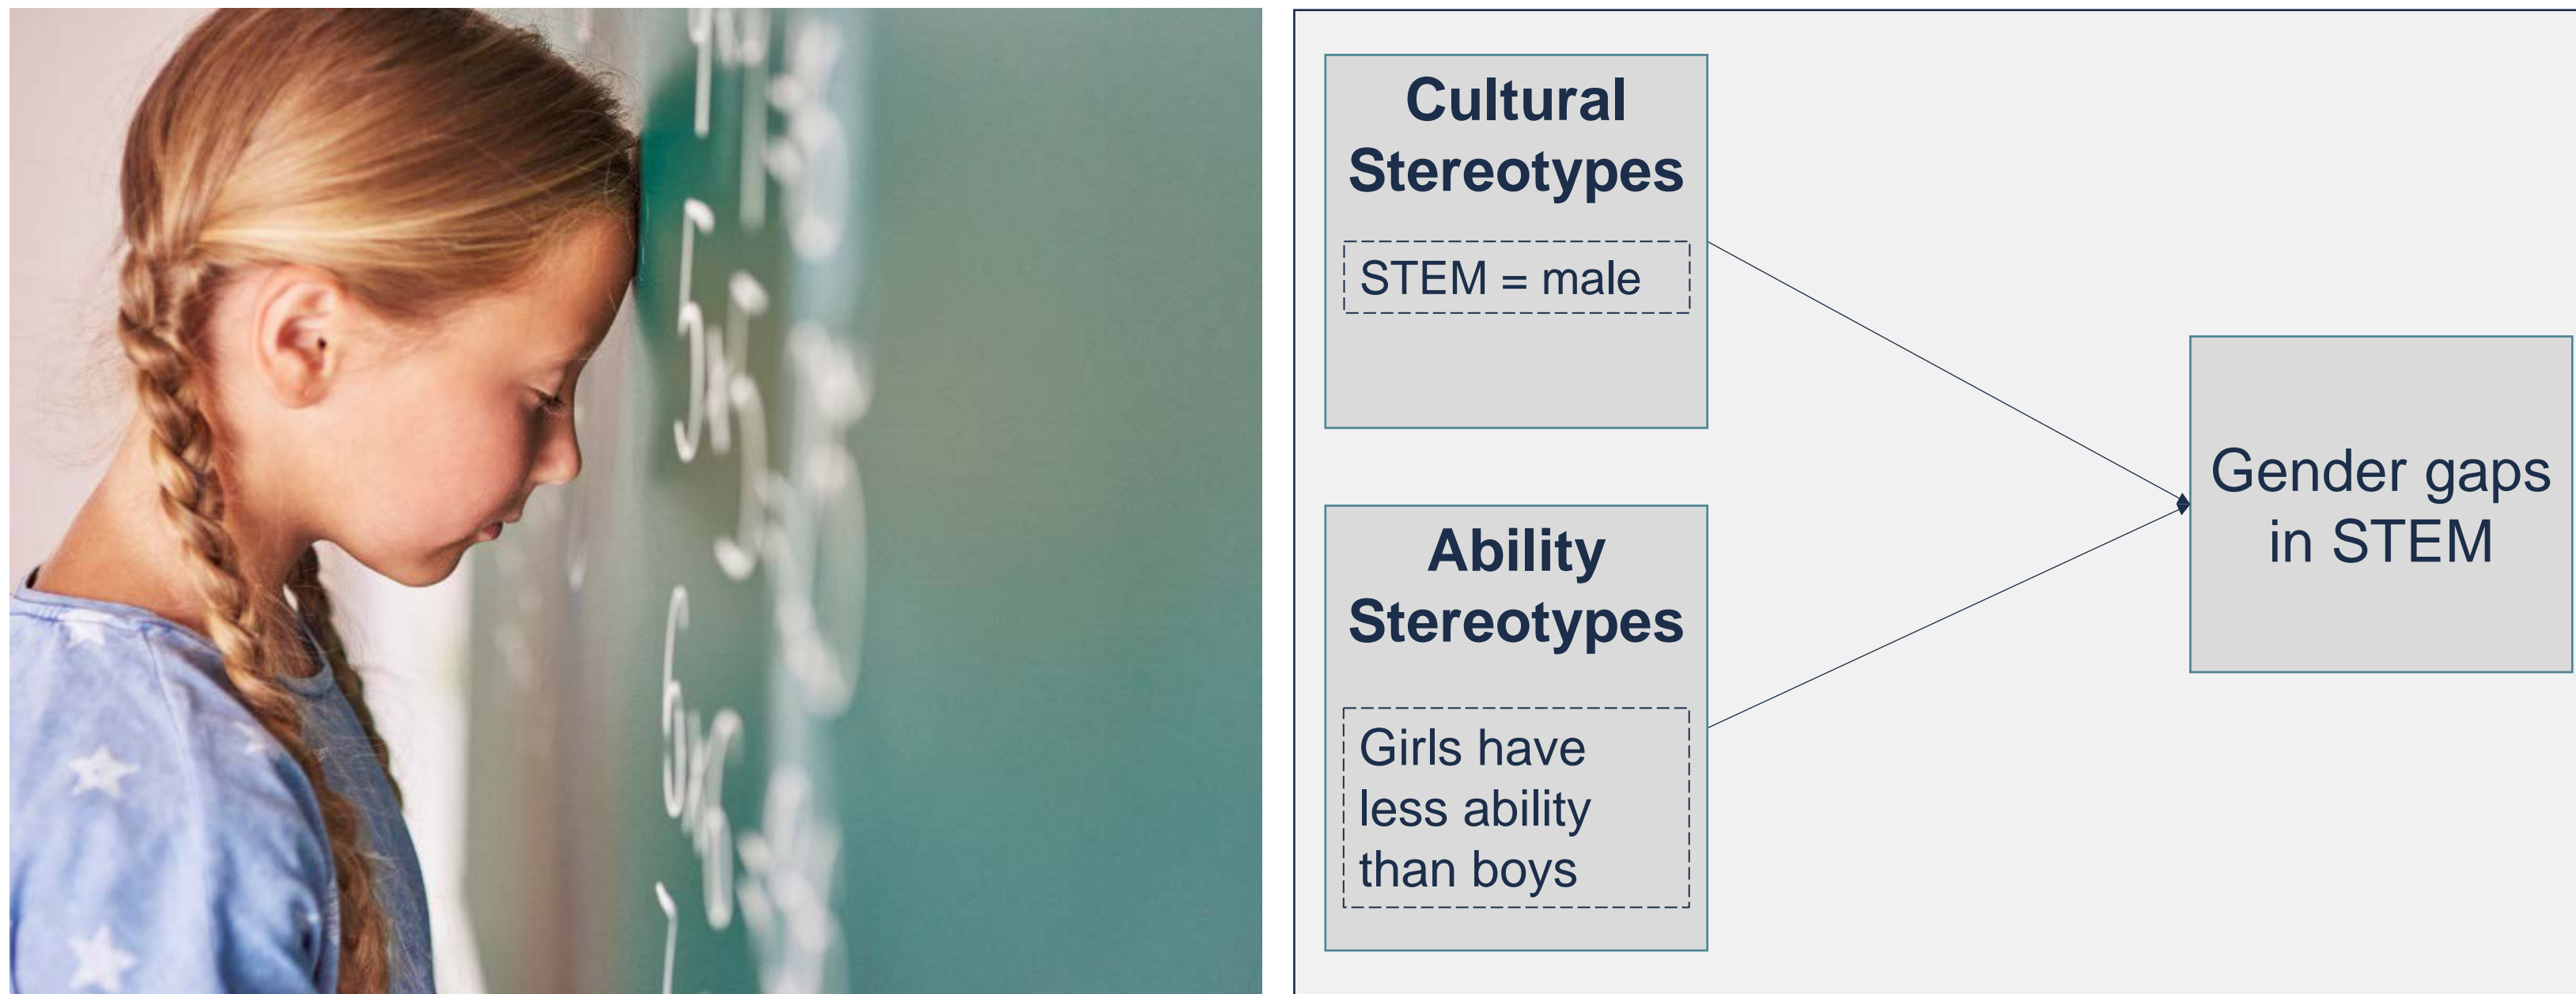 Cultural
Stereotypes
STEM = male
Ability
Stereotypes
Girls have
less ability
than boys
Gender gaps
in STEM